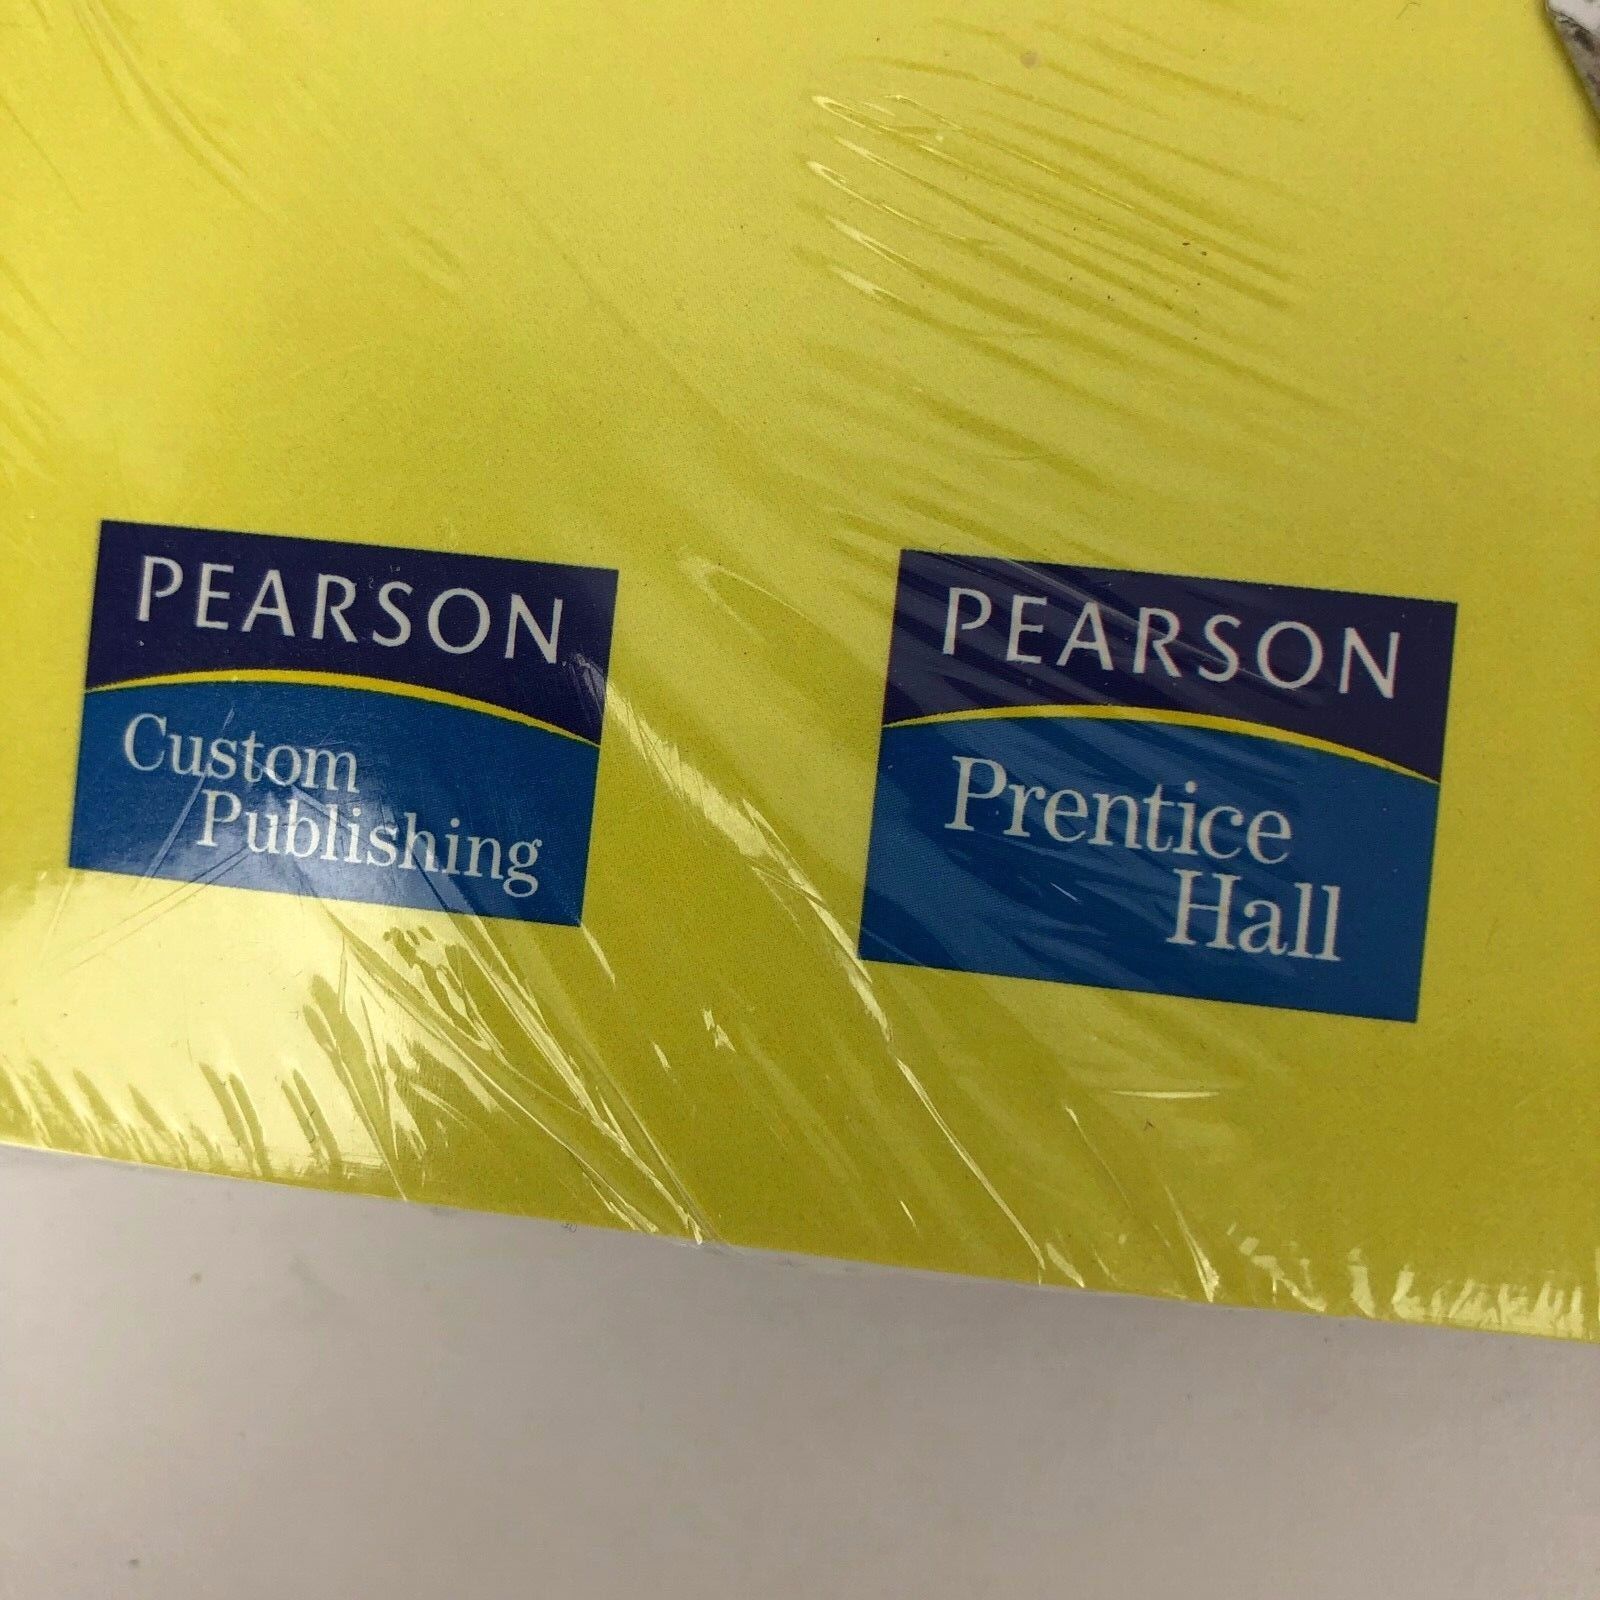 PEARSON
Custom
Publishing
PEARSON
Prentice
Hall